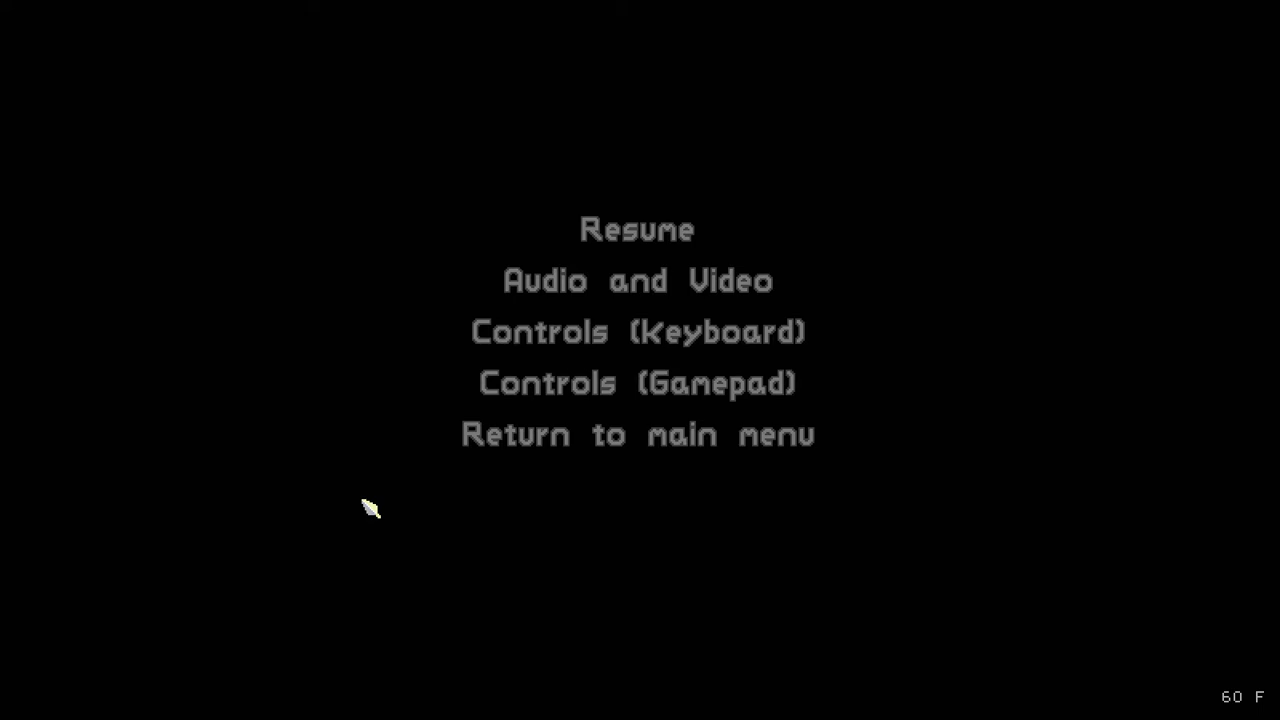 Resume
Audio and Video
Controls (Keyboard)
Controls (Gamepad)
Return to main menu
60 F